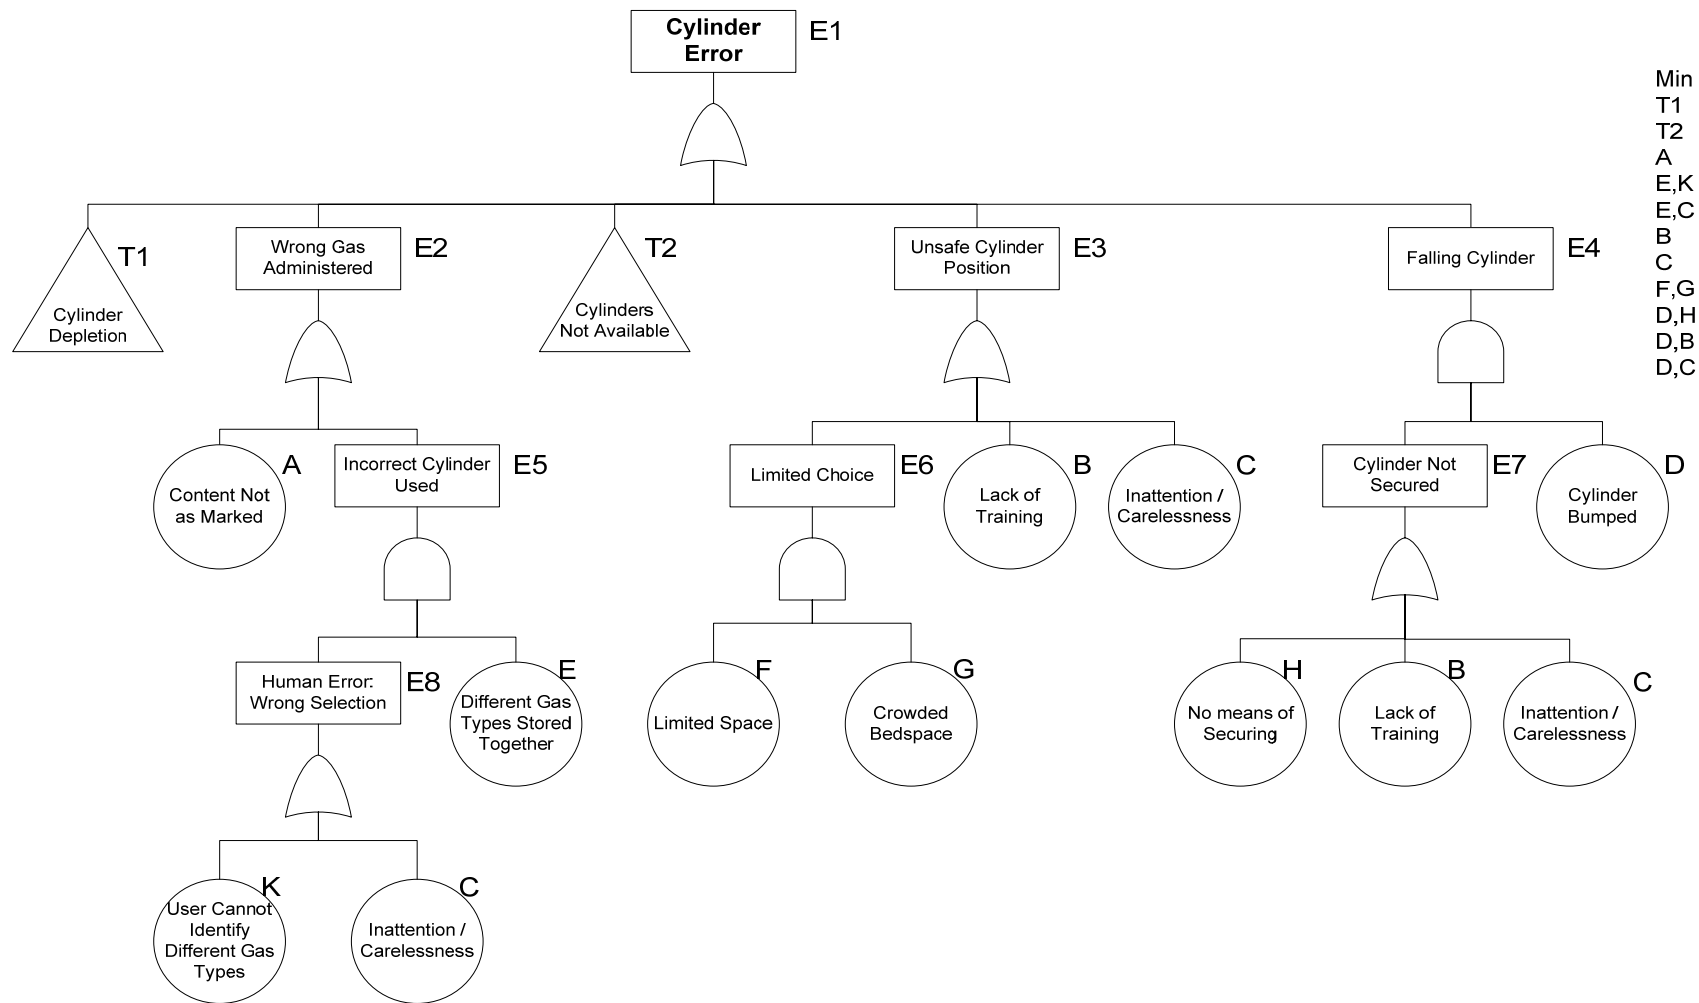 Cylinder
Error
E1
Min
T1
T2
A
E,K
E,C
B
C
F,G
D,H
D,B
D,C
Cylinder
Depletion
T1
Wrong Gas
Administered
E2
Cylinders
Not Available
T2
Unsafe Cylinder
Position
E3
Falling Cylinder
E4
Content Not
as Marked
A
Incorrect Cylinder
Used
E5
Limited Choice
E6
Lack of
Training
B
Inattention /
Carelessness
C
Cylinder Not
Secured
E7
Cylinder
Bumped
D
Human Error:
Wrong Selection
E8
Different Gas
Types Stored
Together
E
Limited Space
F
Crowded
Bedspace
G
No means of
Securing
H
Lack of
Training
B
Inattention /
Carelessness
C
User Cannot
Identify
Different Gas
Types
K
Inattention /
Carelessness
C